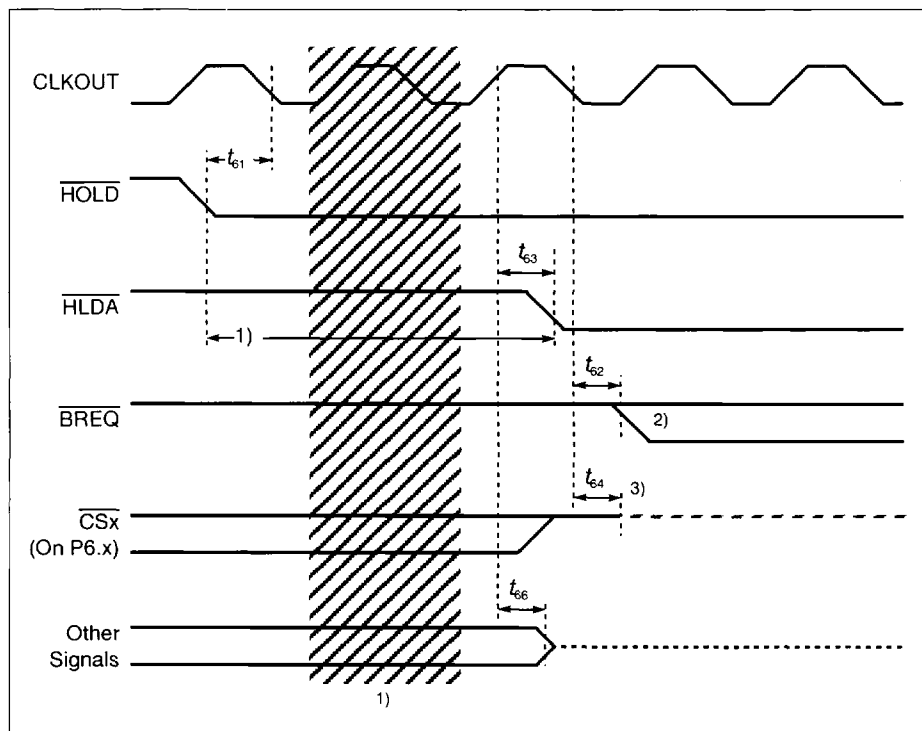 CLKOUT
t61
HOLD
t63
HLDA
1)
t62
BREQ
2)
t64
3)
CSx
(On P6.x)
t66
Other
Signals
1)